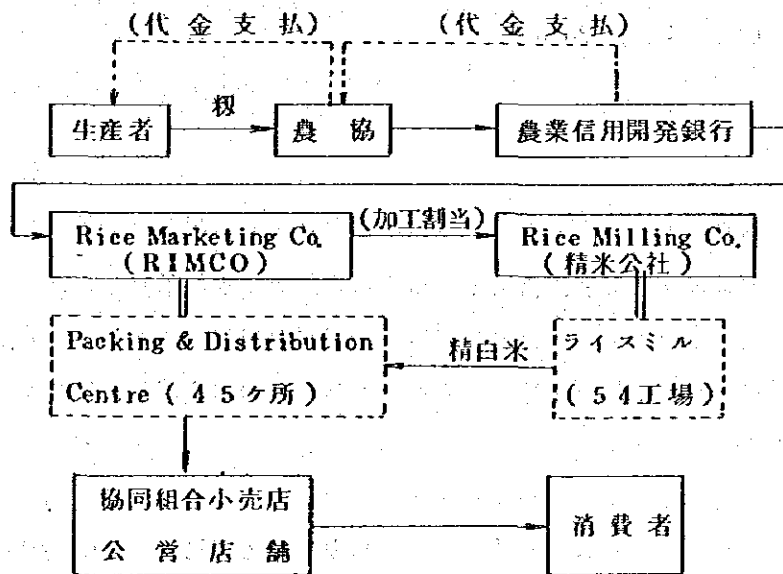 (代金支払) (代金支払)
籾
生産者 農協 農業信用開発銀行
Rice Marketing Co.
(RIMCO)
(加工割当)
Rice Milling Co.
(精米公社)
Packing & Distribution
Centre (45ケ所)
精白米
ライスミル
(54工場)
協同組合小売店
公営店舗
消費者